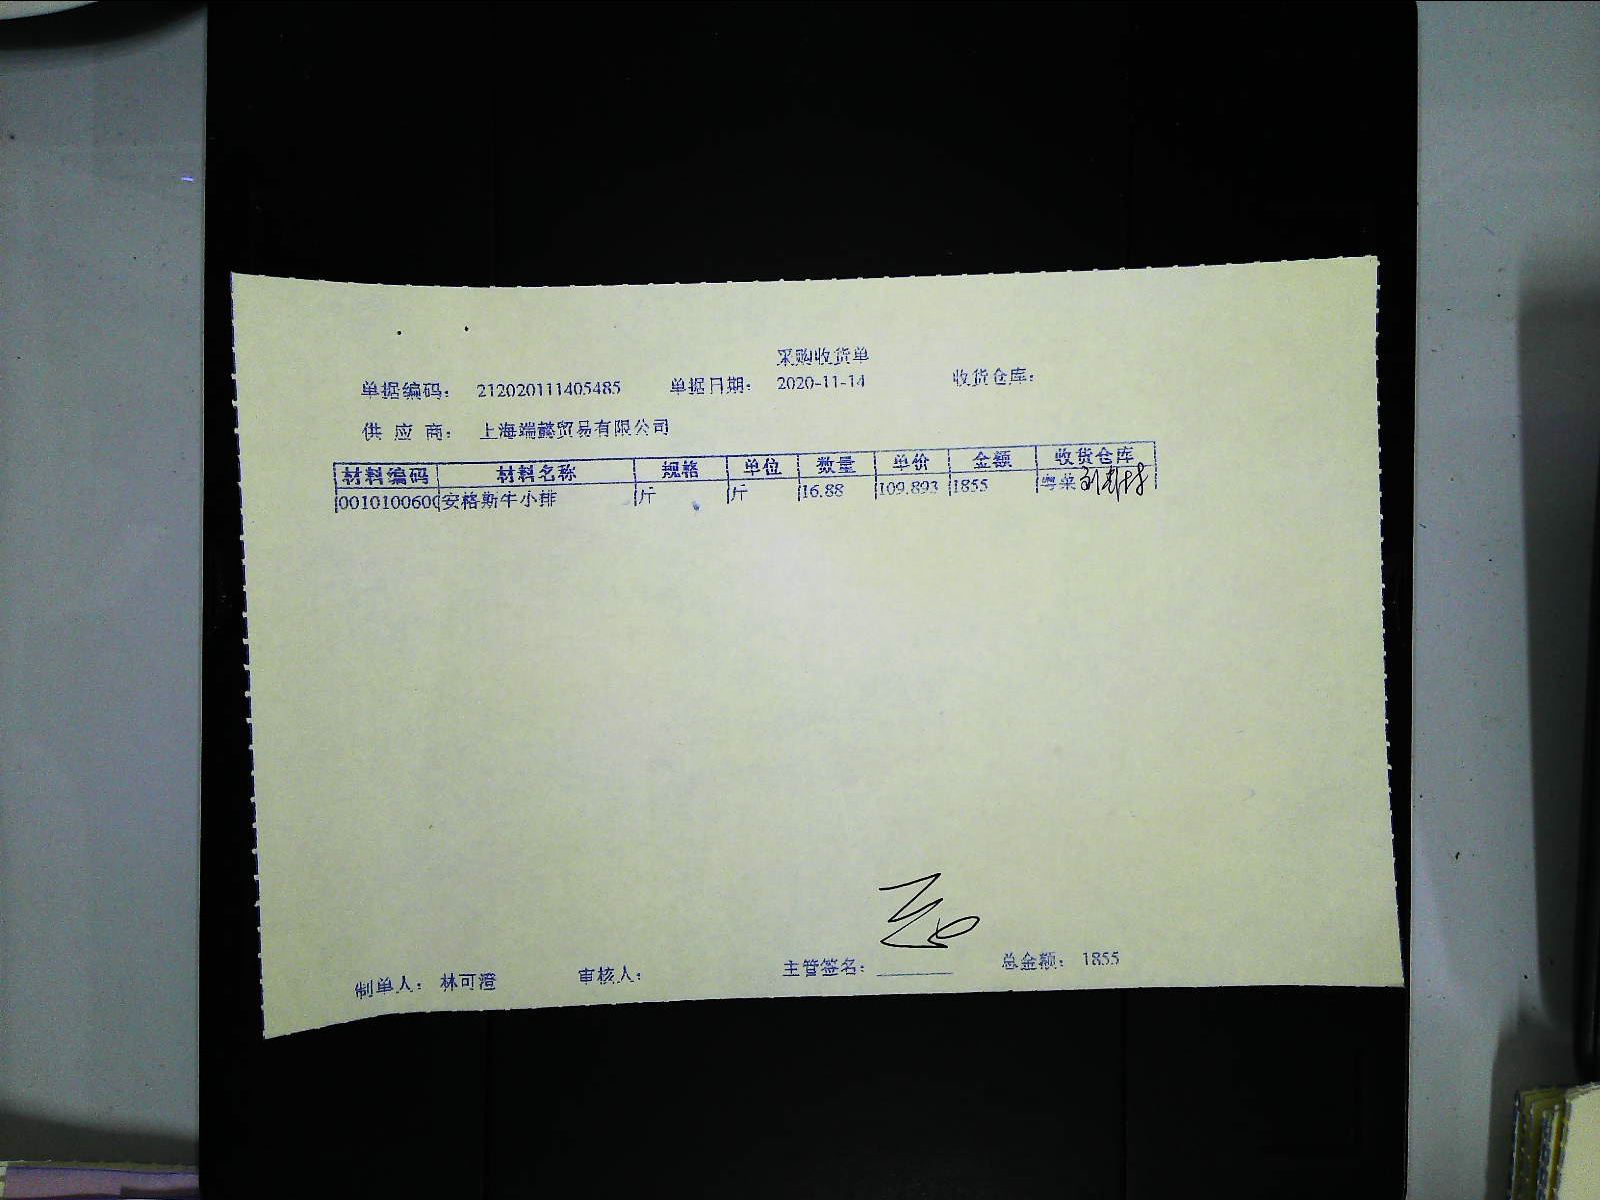 采购收货单
单据编码： 212020111405485 单据日期： 2020-11-14 收货仓库：
供 应 商： 上海端懿贸易有限公司
材料编码 材料名称 规格 单位 数量 单价 金额 收货仓库
0010100600 安格斯牛小排 斤 斤 16.88 109.893 1855 粤菜
制单人： 林可澄 审核人： 主管签名： 总金额： 1855